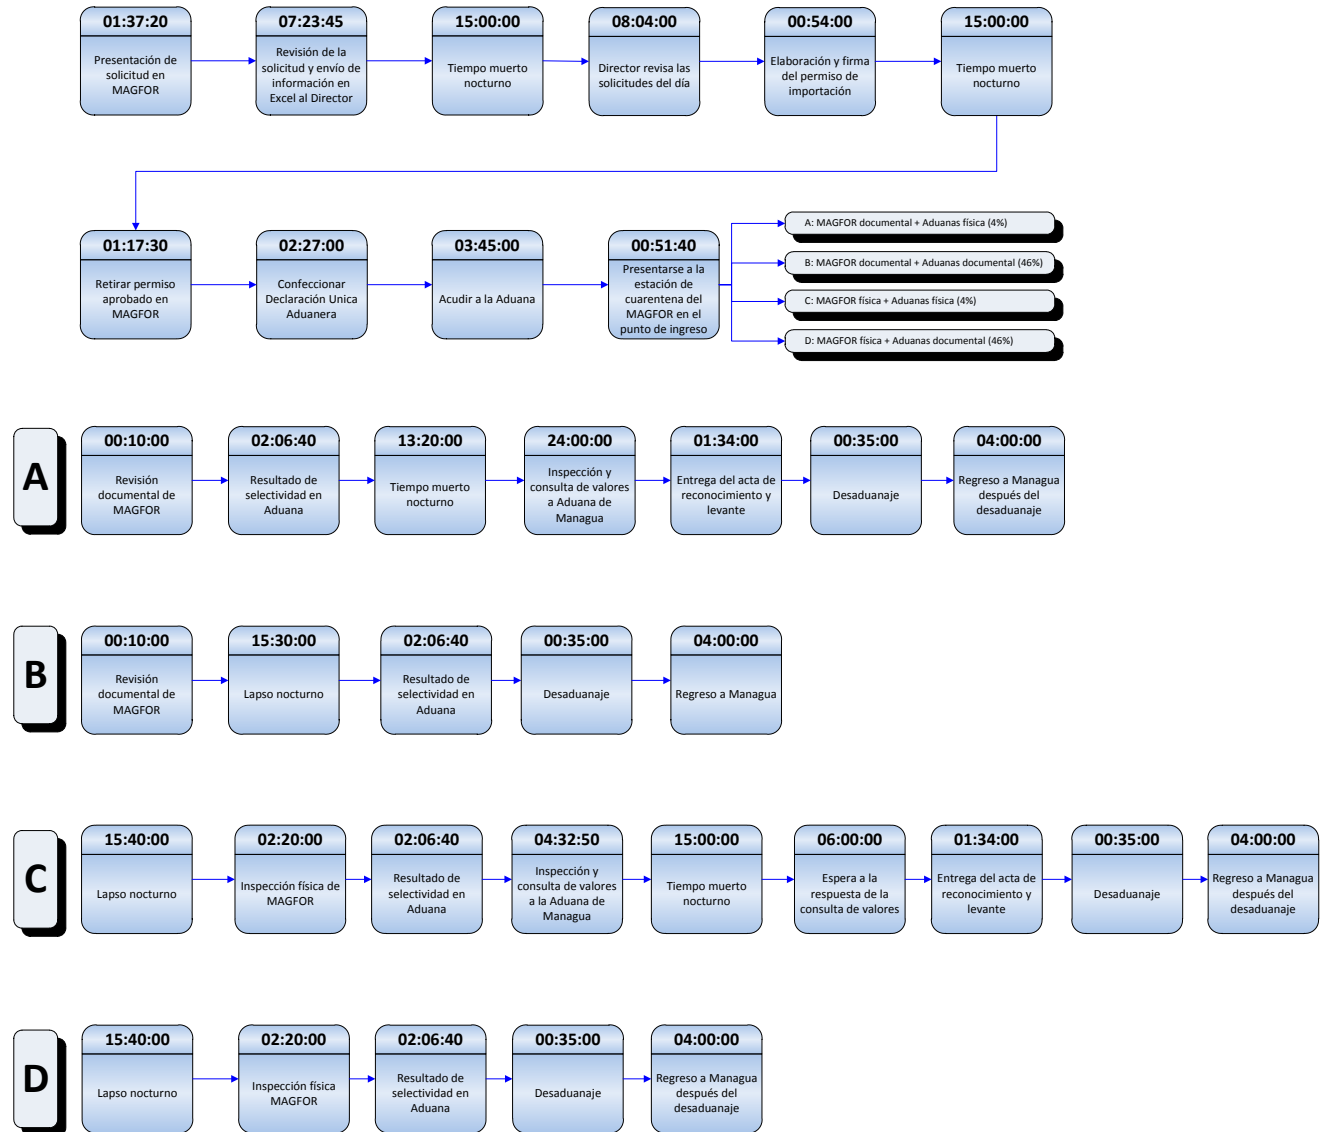 01:37:20
Presentación de
solicitud en
MAGFOR
07:23:45
Revisión de la
solicitud y envío de
información en
Excel al Director
15:00:00
Tiempo muerto
nocturno
08:04:00
Director revisa las
solicitudes del día
00:54:00
Elaboración y firma
del permiso de
importación
15:00:00
Tiempo muerto
nocturno
01:17:30
Retirar permiso
aprobado en
MAGFOR
02:27:00
Confeccionar
Declaración Unica
Aduanera
03:45:00
Acudir a la Aduana
00:51:40
Presentarse a la
estación de
cuarentena del
MAGFOR en el
punto de ingreso
A: MAGFOR documental + Aduanas física (4%)
B: MAGFOR documental + Aduanas documental (46%)
C: MAGFOR física + Aduanas física (4%)
D: MAGFOR física + Aduanas documental (46%)
A
00:10:00
Revisión
documental de
MAGFOR
02:06:40
Resultado de
selectividad en
Aduana
13:20:00
Tiempo muerto
nocturno
24:00:00
Inspección y
consulta de valores
a Aduana de
Managua
01:34:00
Entrega del acta de
reconocimiento y
levante
00:35:00
Desaduanaje
04:00:00
Regreso a Managua
después del
desaduanaje
B
00:10:00
Revisión
documental de
MAGFOR
15:30:00
Lapso nocturno
02:06:40
Resultado de
selectividad en
Aduana
00:35:00
Desaduanaje
04:00:00
Regreso a Managua
C
15:40:00
Lapso nocturno
02:20:00
Inspección física de
MAGFOR
02:06:40
Resultado de
selectividad en
Aduana
04:32:50
Inspección y
consulta de valores
a la Aduana de
Managua
15:00:00
Tiempo muerto
nocturno
06:00:00
Espera a la
respuesta de la
consulta de valores
01:34:00
Entrega del acta de
reconocimiento y
levante
00:35:00
Desaduanaje
04:00:00
Regreso a Managua
después del
desaduanaje
D
15:40:00
Lapso nocturno
02:20:00
Inspección física
MAGFOR
02:06:40
Resultado de
selectividad en
Aduana
00:35:00
Desaduanaje
04:00:00
Regreso a Managua
después del
desaduanaje